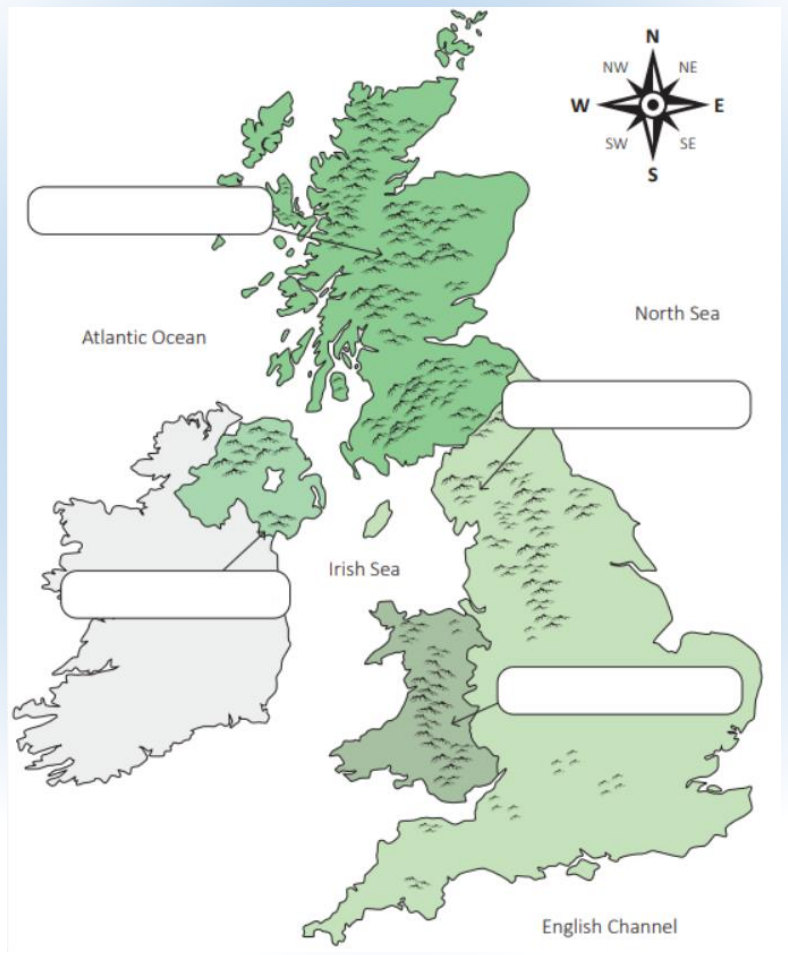 N
NW NE
W E
SW SE
S
North Sea
Atlantic Ocean
Irish Sea
English Channel